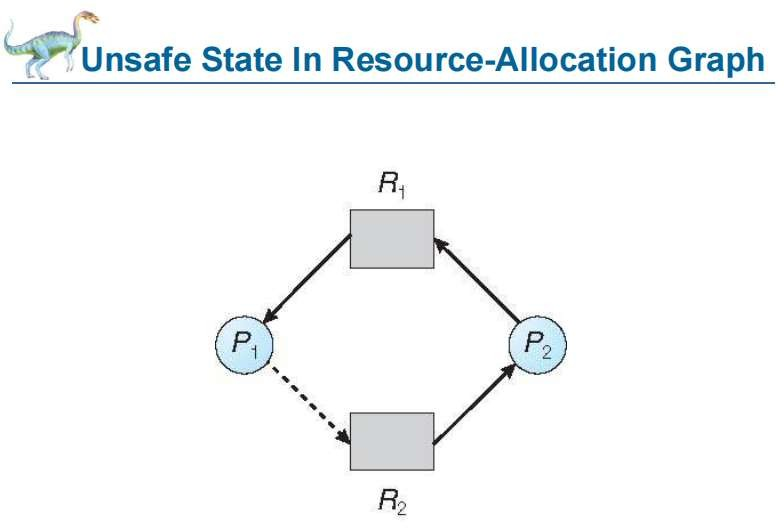 Unsafe State In Resource-Allocation Graph
R₁
P₁
P₂
R₂